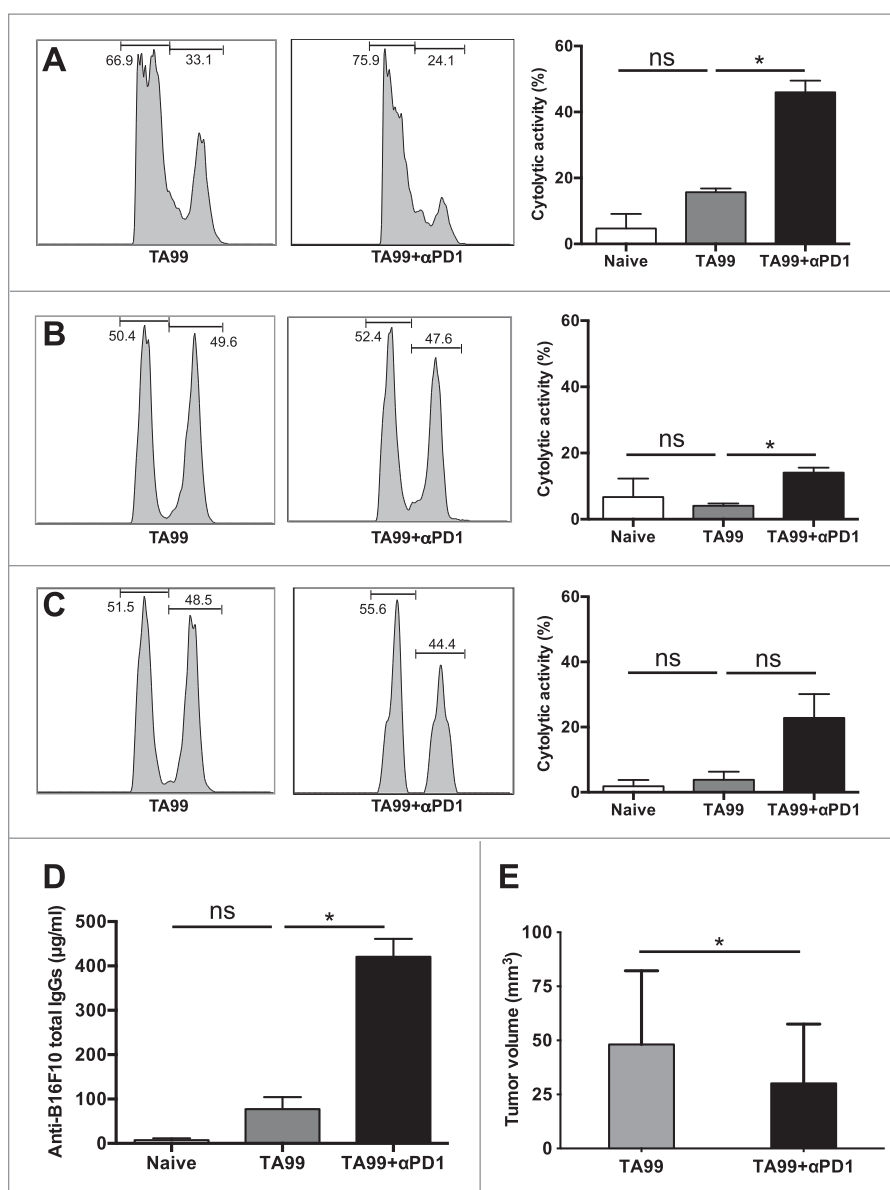 A
66.9
33.1
TA99
75.9
24.1
TA99+αPD1
Cytolytic activity (%)
60
40
20
0
ns
*
Naive
TA99
TA99+αPD1
B
50.4
49.6
TA99
52.4
47.6
TA99+αPD1
Cytolytic activity (%)
60
40
20
0
ns
*
Naive
TA99
TA99+αPD1
C
51.5
48.5
TA99
55.6
44.4
TA99+αPD1
Cytolytic activity (%)
60
40
20
0
ns
ns
Naive
TA99
TA99+αPD1
D
Anti-B16F10 total IgGs (μg/ml)
500
400
300
200
100
0
ns
*
Naive
TA99
TA99+αPD1
E
Tumor volume (mm³)
100
75
50
25
0
*
TA99
TA99+αPD1